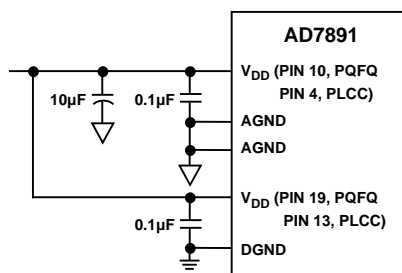 AD7891
V_DD (PIN 10, PQFQ
PIN 4, PLCC)
10µF
0.1µF
AGND
AGND
V_DD (PIN 19, PQFQ
PIN 13, PLCC)
0.1µF
DGND